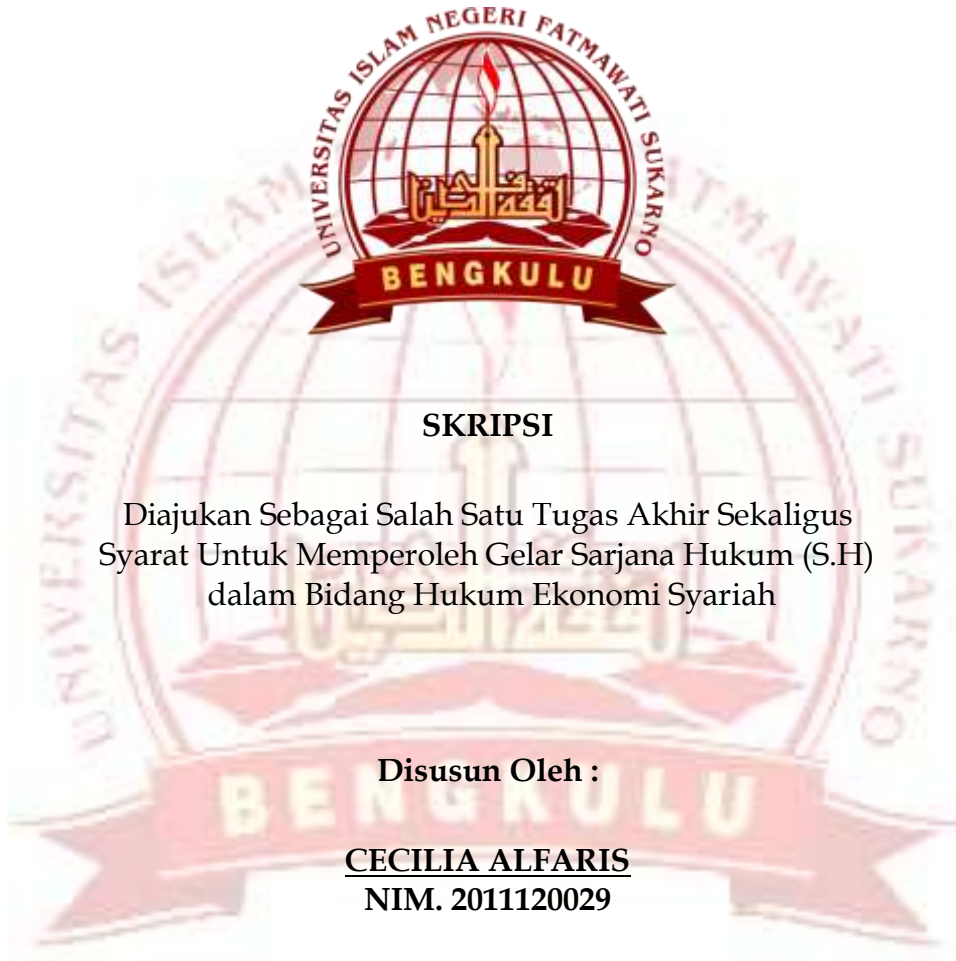 UNIVERSITAS ISLAM NEGERI FATMAWATI SUKARNO
BENGKULU
SKRIPSI
Diajukan Sebagai Salah Satu Tugas Akhir Sekaligus
Syarat Untuk Memperoleh Gelar Sarjana Hukum (S.H)
dalam Bidang Hukum Ekonomi Syariah
Disusun Oleh :
CECILIA ALFARIS
NIM. 2011120029